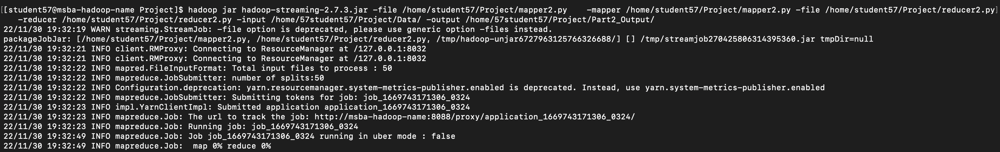 [[student57@msba-hadoop-name Project]$ hadoop jar hadoop-streaming-2.7.3.jar -file /home/student57/Project/mapper2.py    -mapper /home/student57/Project/mapper2.py -file /home/student57/Project/reducer2.py]
   -reducer /home/student57/Project/reducer2.py -input /home/57student57/Project/Data/ -output /home/57student57/Project/Part2_Output/
22/11/30 19:32:19 WARN streaming.StreamJob: -file option is deprecated, please use generic option -files instead.
packageJobJar: [/home/student57/Project/mapper2.py, /home/student57/Project/reducer2.py, /tmp/hadoop-unjar6727963125766326688/] [] /tmp/streamjob270425806314395360.jar tmpDir=null
22/11/30 19:32:21 INFO client.RMProxy: Connecting to ResourceManager at /127.0.0.1:8032
22/11/30 19:32:21 INFO client.RMProxy: Connecting to ResourceManager at /127.0.0.1:8032
22/11/30 19:32:22 INFO mapred.FileInputFormat: Total input files to process : 50
22/11/30 19:32:22 INFO mapreduce.JobSubmitter: number of splits:50
22/11/30 19:32:22 INFO Configuration.deprecation: yarn.resourcemanager.system-metrics-publisher.enabled is deprecated. Instead, use yarn.system-metrics-publisher.enabled
22/11/30 19:32:22 INFO mapreduce.JobSubmitter: Submitting tokens for job: job_1669743171306_0324
22/11/30 19:32:23 INFO impl.YarnClientImpl: Submitted application application_1669743171306_0324
22/11/30 19:32:23 INFO mapreduce.Job: The url to track the job: http://msba-hadoop-name:8088/proxy/application_1669743171306_0324/
22/11/30 19:32:23 INFO mapreduce.Job: Running job: job_1669743171306_0324
22/11/30 19:32:49 INFO mapreduce.Job: Job job_1669743171306_0324 running in uber mode : false
22/11/30 19:32:49 INFO mapreduce.Job:  map 0% reduce 0%